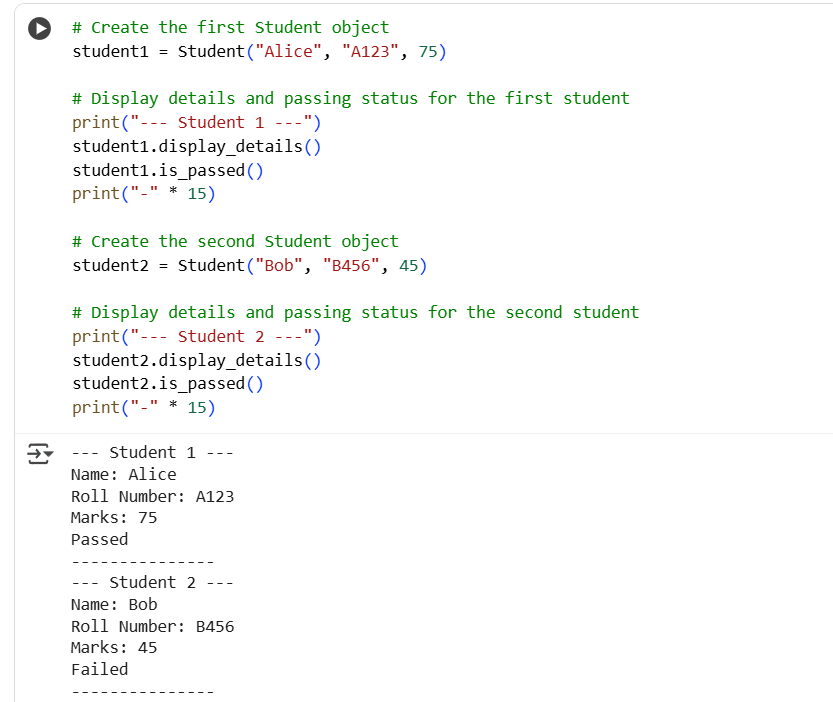 # Create the first Student object
student1 = Student("Alice", "A123", 75)
# Display details and passing status for the first student
print("--- Student 1 ---")
student1.display_details()
student1.is_passed()
print("-" * 15)
# Create the second Student object
student2 = Student("Bob", "B456", 45)
# Display details and passing status for the second student
print("--- Student 2 ---")
student2.display_details()
student2.is_passed()
print("-" * 15)
--- Student 1 ---
Name: Alice
Roll Number: A123
Marks: 75
Passed
---------------
--- Student 2 ---
Name: Bob
Roll Number: B456
Marks: 45
Failed
---------------